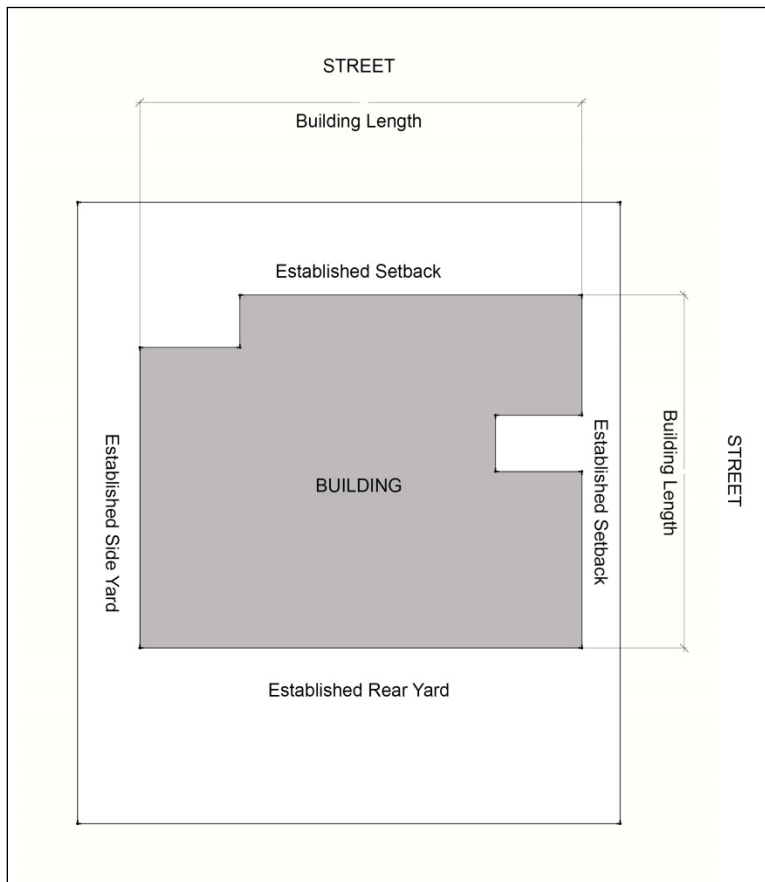 STREET
Building Length
Established Setback
Established Side Yard
BUILDING
Established Setback
Building Length
STREET
Established Rear Yard